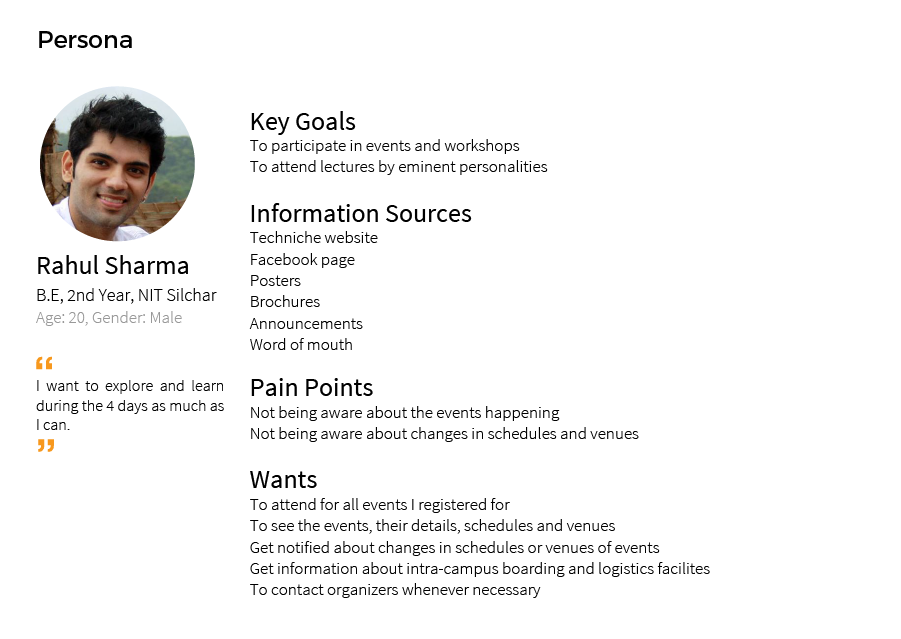 Persona
Rahul Sharma
B.E, 2nd Year, NIT Silchar
Age: 20, Gender: Male
“
I want to explore and learn
during the 4 days as much as
I can.
”
Key Goals
To participate in events and workshops
To attend lectures by eminent personalities
Information Sources
Techniche website
Facebook page
Posters
Brochures
Announcements
Word of mouth
Pain Points
Not being aware about the events happening
Not being aware about changes in schedules and venues
Wants
To attend for all events I registered for
To see the events, their details, schedules and venues
Get notified about changes in schedules or venues of events
Get information about intra-campus boarding and logistics facilites
To contact organizers whenever necessary